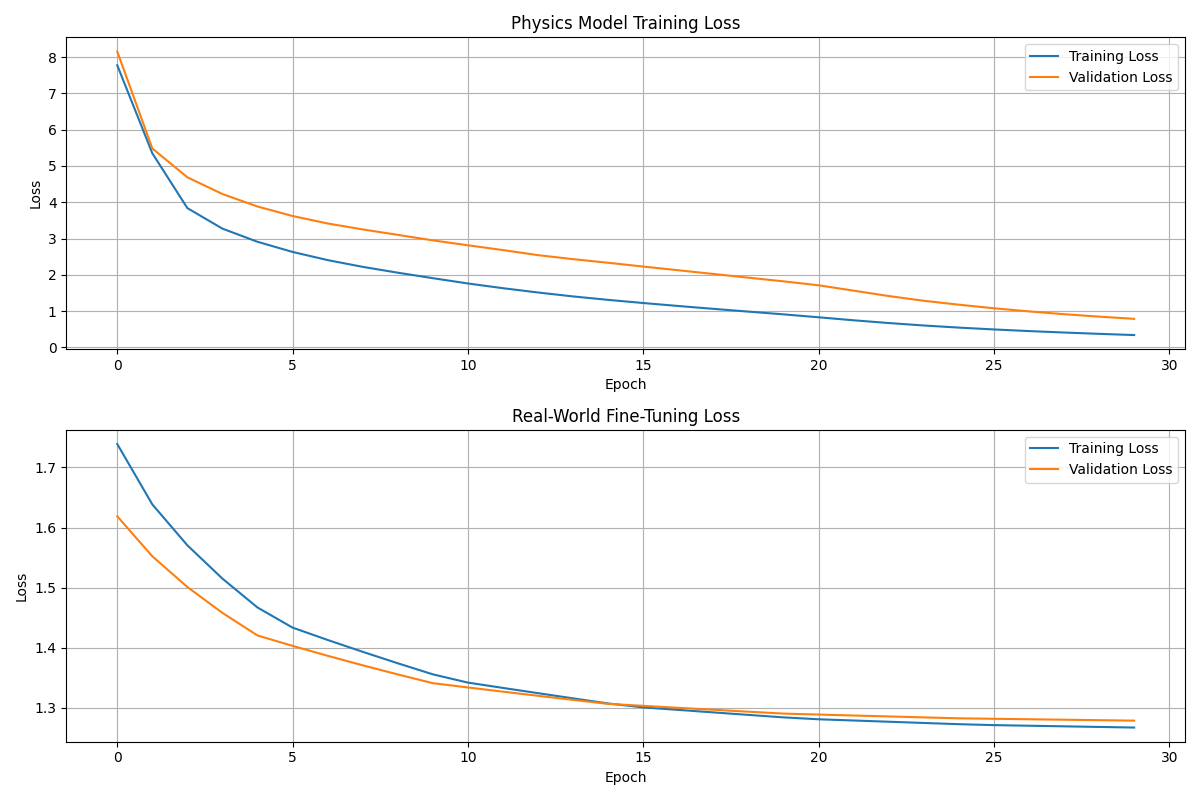 Physics Model Training Loss
Training Loss
Validation Loss
8
7
6
5
4
3
2
1
0
Loss
0 5 10 15 20 25 30
Epoch
Real-World Fine-Tuning Loss
Training Loss
Validation Loss
1.7
1.6
1.5
1.4
1.3
Loss
0 5 10 15 20 25 30
Epoch